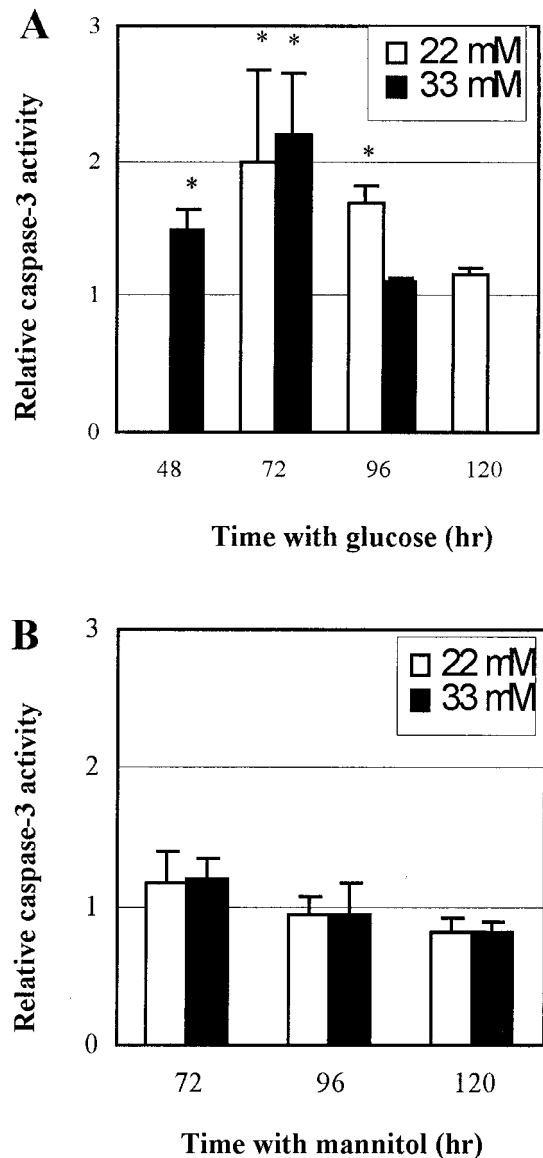 A
Relative caspase-3 activity
3
2
1
0
* * * *
22 mM
33 mM
48 72 96 120
Time with glucose (hr)
B
Relative caspase-3 activity
3
2
1
0
22 mM
33 mM
72 96 120
Time with mannitol (hr)